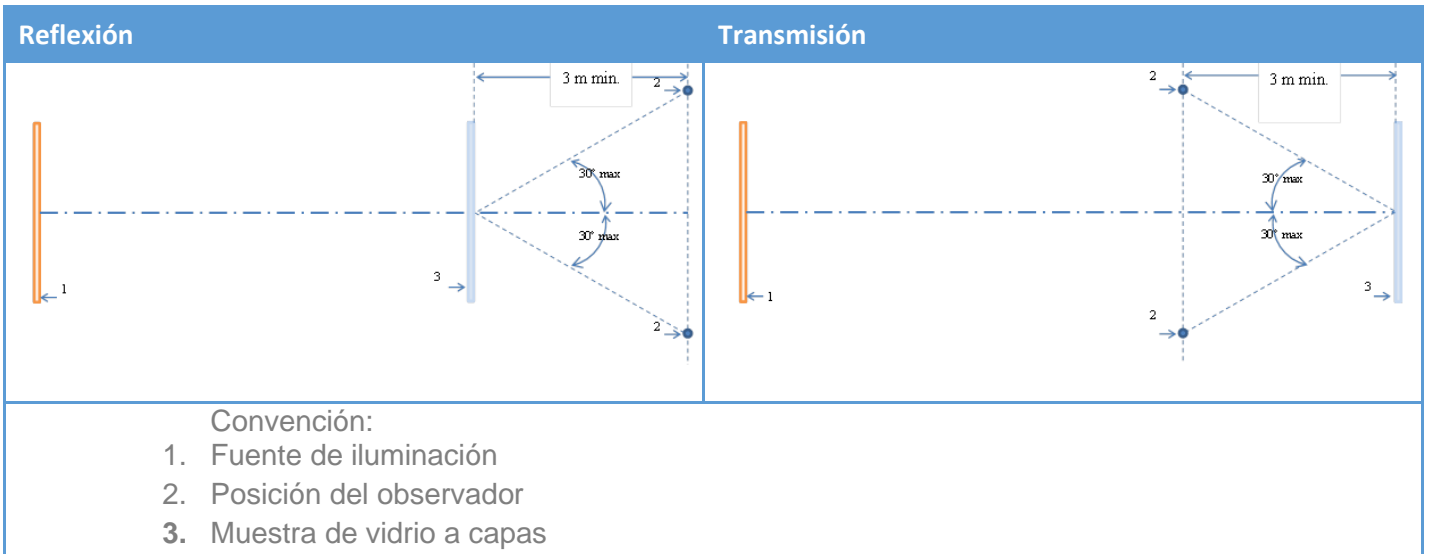 Reflexión
Transmisión
3 m min.
2
30° max
30° max
3
1
2
2
3 m min.
30° max
30° max
1
2
3
Convención:
1. Fuente de iluminación
2. Posición del observador
3. Muestra de vidrio a capas